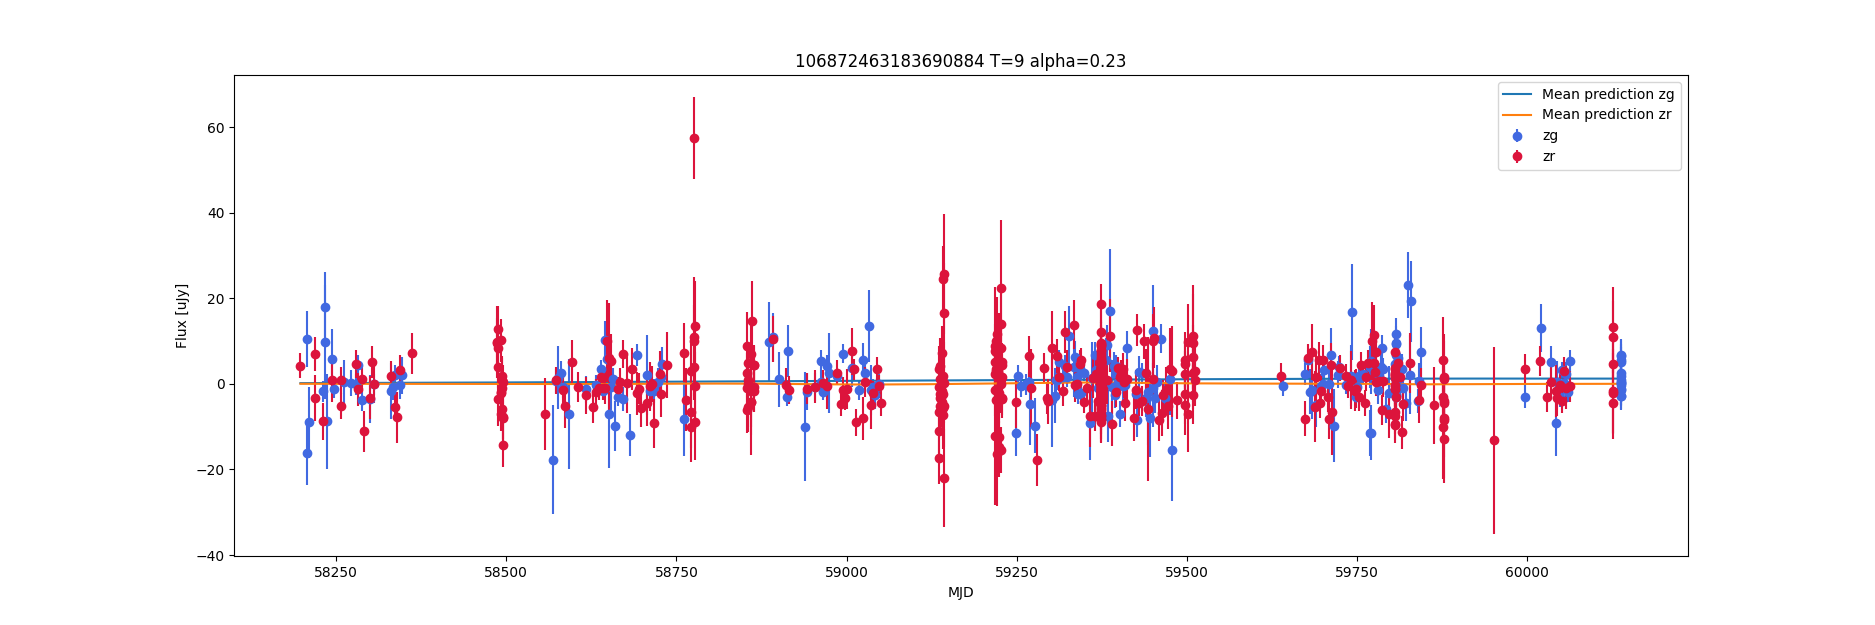 106872463183690884 T=9 alpha=0.23
Mean prediction zg
Mean prediction zr
zg
zr
Flux [uJy]
60
40
20
0
−20
−40
58250 58500 58750 59000 59250 59500 59750 60000
MJD